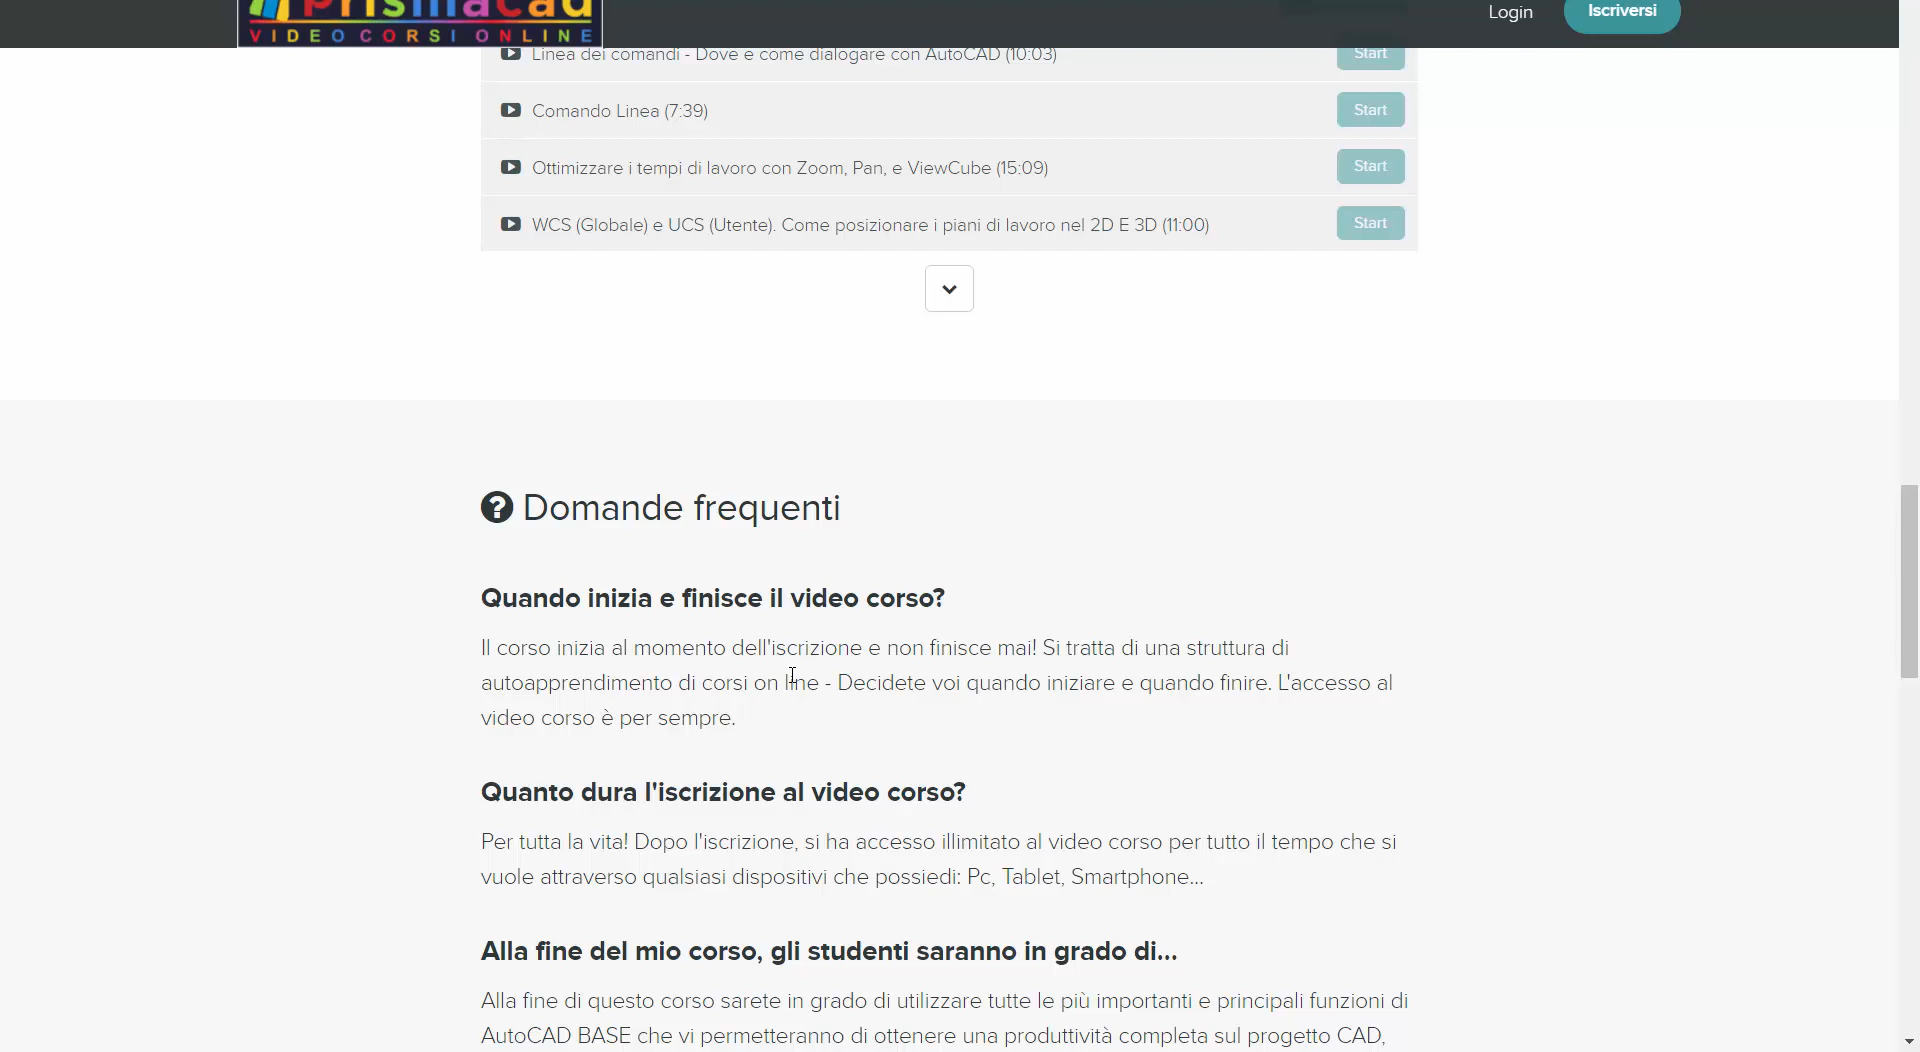 Prismacad
VIDEOCORSI ONLINE
Login
Iscriversi
Linea dei comandi - Dove e come dialogare con AutoCAD (10:03)
Start
Comando Linea (7:39)
Start
Ottimizzare i tempi di lavoro con Zoom, Pan, e ViewCube (15:09)
Start
WCS (Globale) e UCS (Utente). Come posizionare i piani di lavoro nel 2D E 3D (11:00)
Start
Domande frequenti
Quando inizia e finisce il video corso?
Il corso inizia al momento dell'iscrizione e non finisce mai! Si tratta di una struttura di
autoapprendimento di corsi on line - Decidete voi quando iniziare e quando finire. L'accesso al
video corso è per sempre.
Quanto dura l'iscrizione al video corso?
Per tutta la vita! Dopo l'iscrizione, si ha accesso illimitato al video corso per tutto il tempo che si
vuole attraverso qualsiasi dispositivi che possiedi: Pc, Tablet, Smartphone...
Alla fine del mio corso, gli studenti saranno in grado di...
Alla fine di questo corso sarete in grado di utilizzare tutte le più importanti e principali funzioni di
AutoCAD BASE che vi permetteranno di ottenere una produttività completa sul progetto CAD,